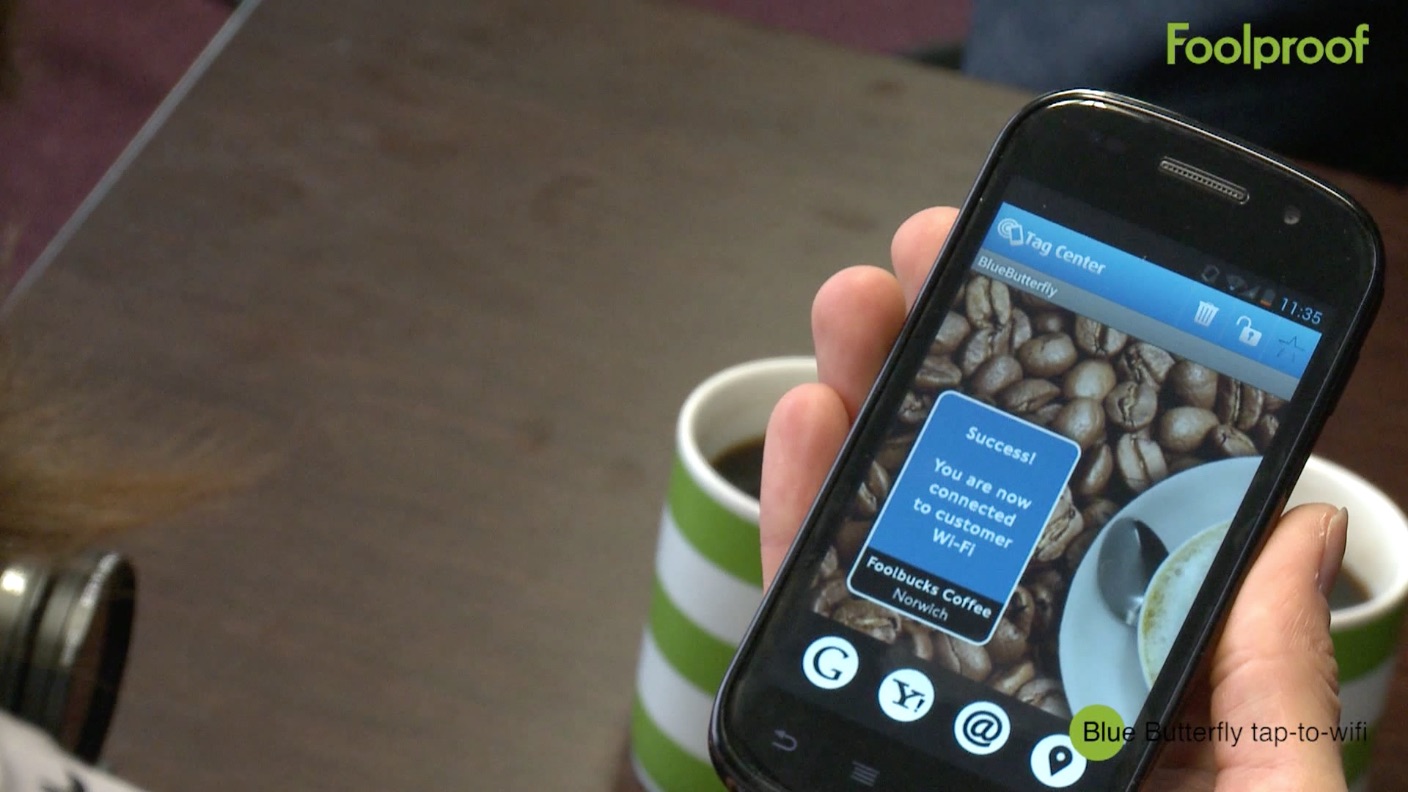 Foolproof
Tag Center
11:35
BlueButterfly
Success!
You are now
connected
to customer
Wi-Fi
Foolbucks Coffee
Norwich
G
Y!
@
Blue Butterfly tap-to-wifi